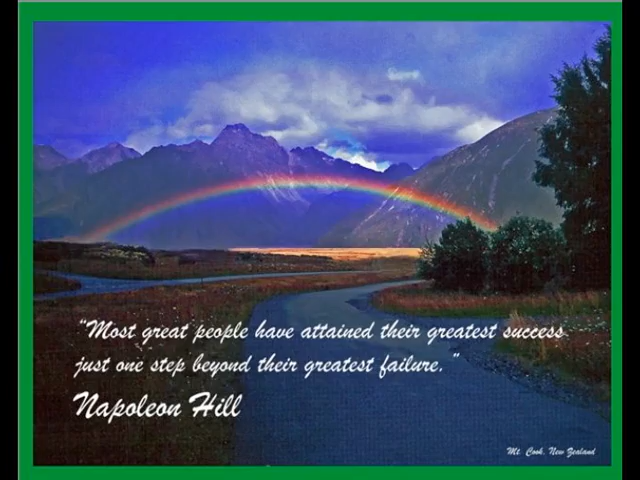 "Most great people have attained their greatest success
just one step beyond their greatest failure."
Napoleon Hill
Mt. Cook, New Zealand